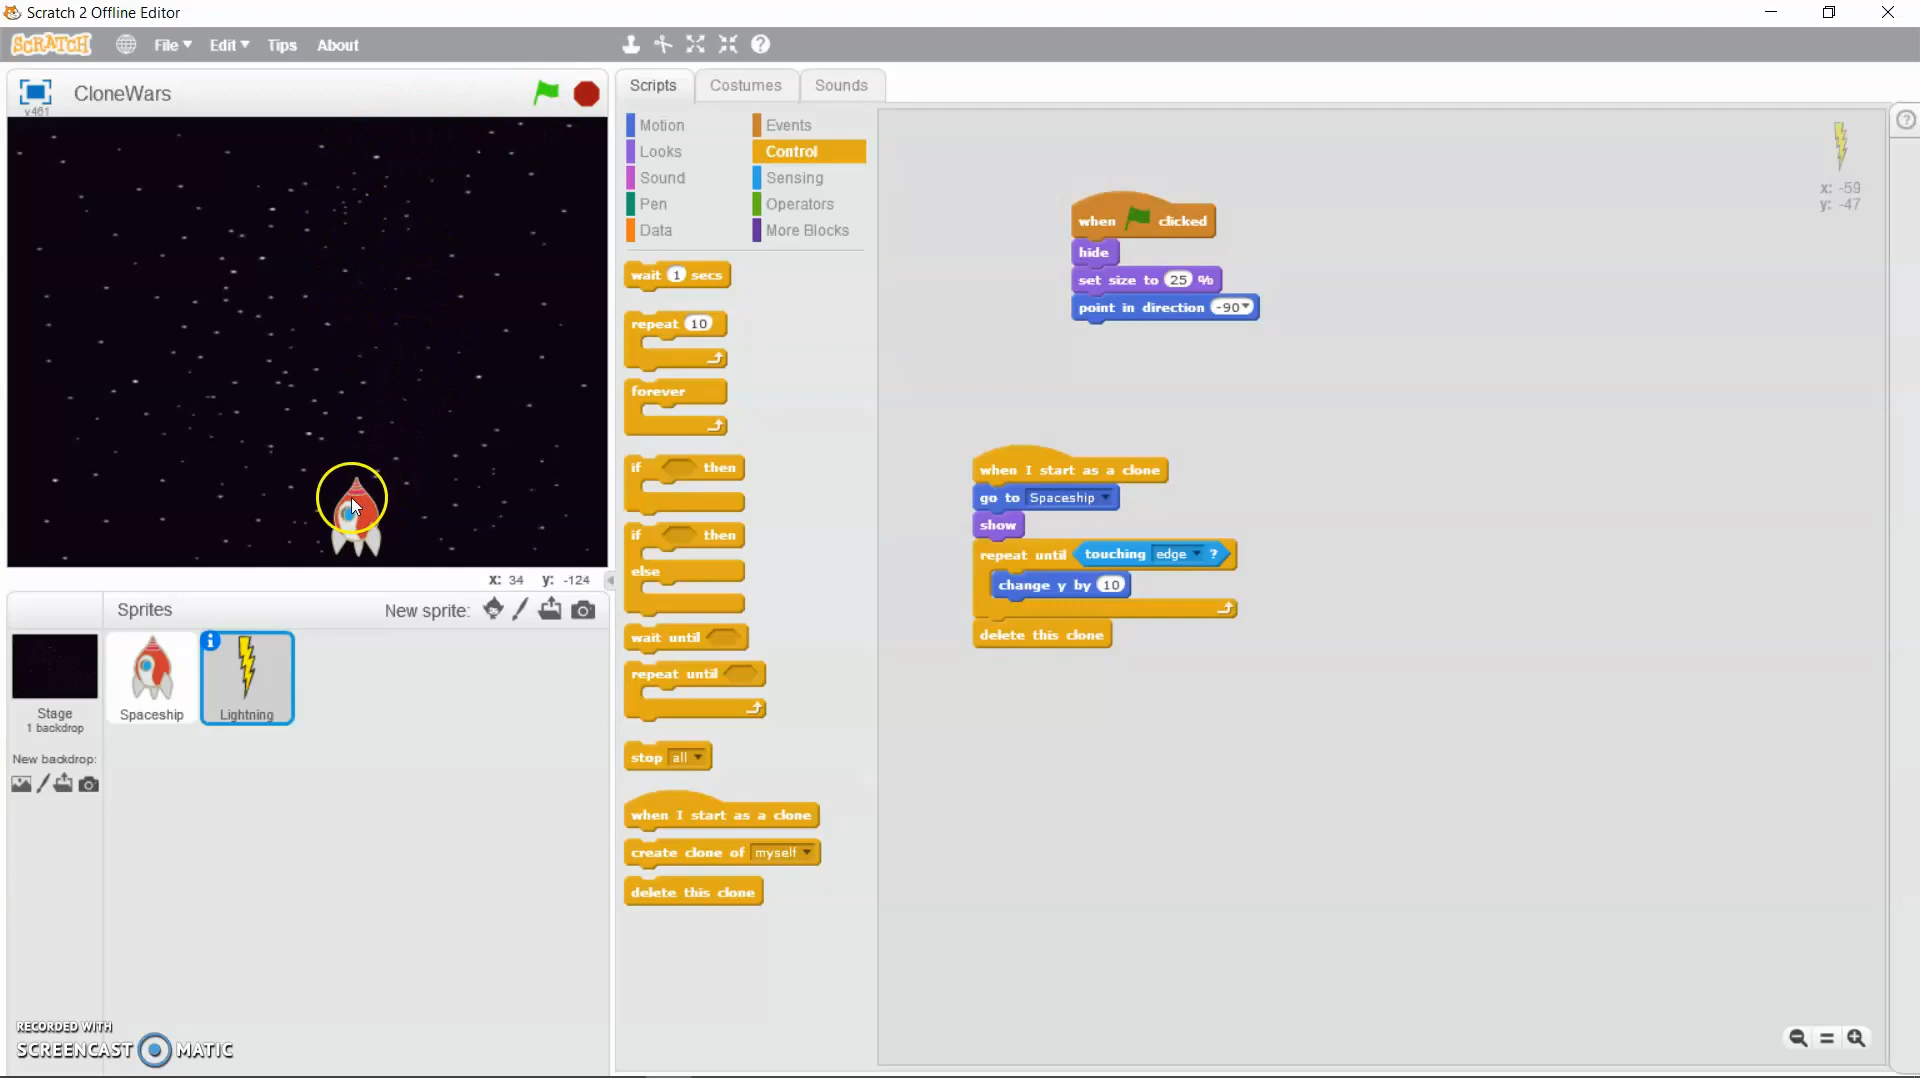 Scratch 2 Offline Editor
SCRATCH File Edit Tips About
v461
CloneWars
x: 34 y: -124
Sprites New sprite:
Spaceship
Lightning
Stage
1 backdrop
New backdrop:
RECORDED WITH
SCREENCAST MATIC
Scripts Costumes Sounds
Motion Events
Looks Control
Sound Sensing
Pen Operators
Data More Blocks
wait 1 secs
repeat 10
forever
if then
if then
else
wait until
repeat until
stop all
when I start as a clone
create clone of myself
delete this clone
when clicked
hide
set size to 25 %
point in direction -90
when I start as a clone
go to Spaceship
show
repeat until touching edge ?
change y by 10
delete this clone
x: -59
y: -47